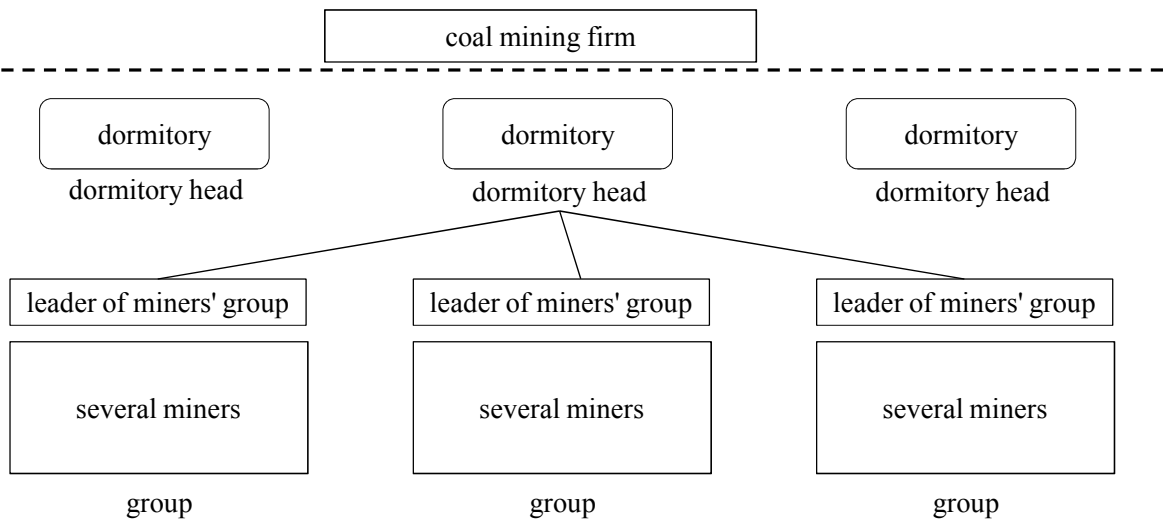 coal mining firm
dormitory
dormitory
dormitory
dormitory head
dormitory head
dormitory head
leader of miners' group
leader of miners' group
leader of miners' group
several miners
several miners
several miners
group
group
group